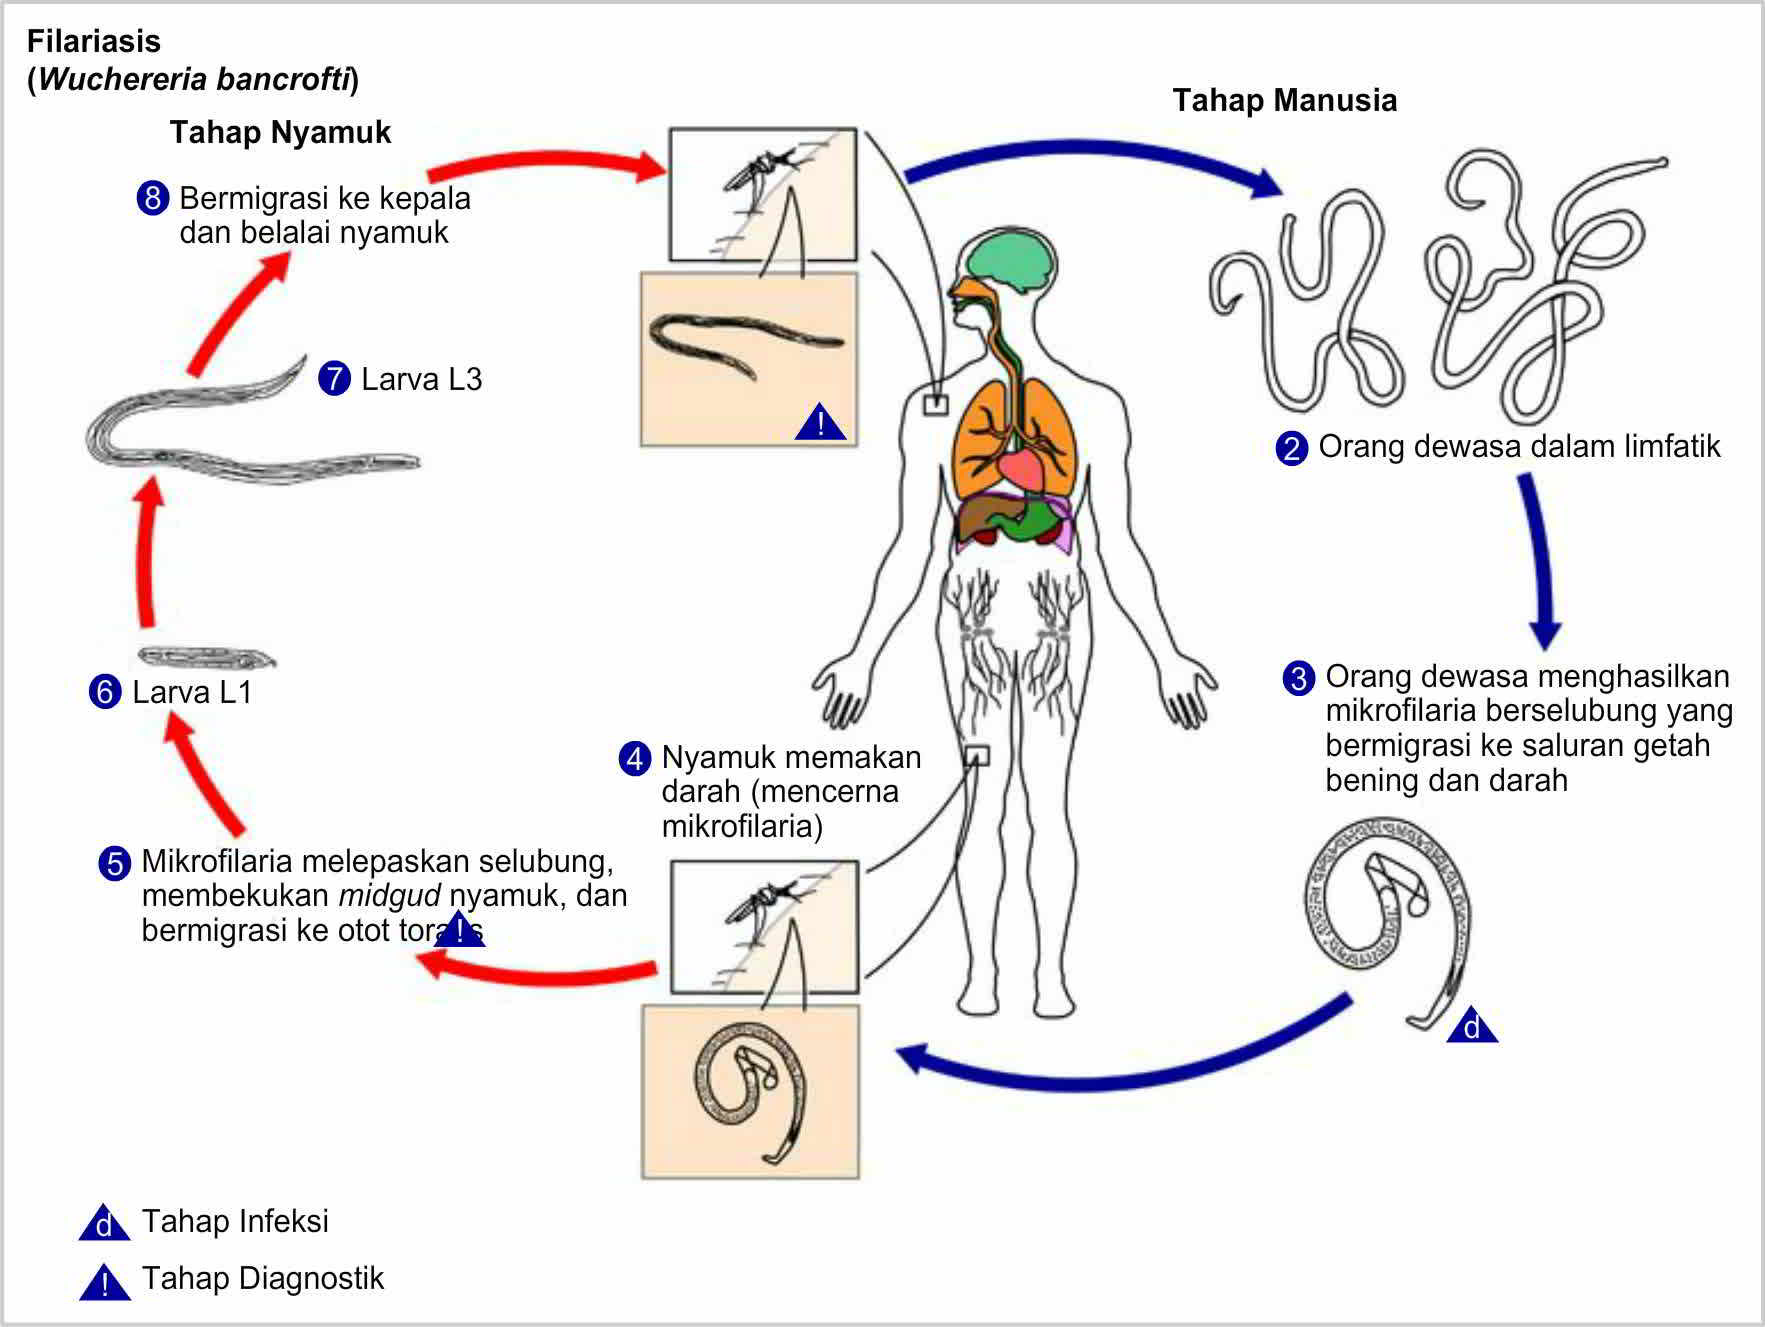 Filariasis
(Wuchereria bancrofti)
Tahap Nyamuk
Tahap Manusia
8 Bermigrasi ke kepala
dan belalai nyamuk
7 Larva L3
!
2 Orang dewasa dalam limfatik
6 Larva L1
3 Orang dewasa menghasilkan
mikrofilaria berselubung yang
bermigrasi ke saluran getah
bening dan darah
4 Nyamuk memakan
darah (mencerna
mikrofilaria)
5 Mikrofilaria melepaskan selubung,
membekukan midgud nyamuk, dan
bermigrasi ke otot
!
d
d Tahap Infeksi
! Tahap Diagnostik